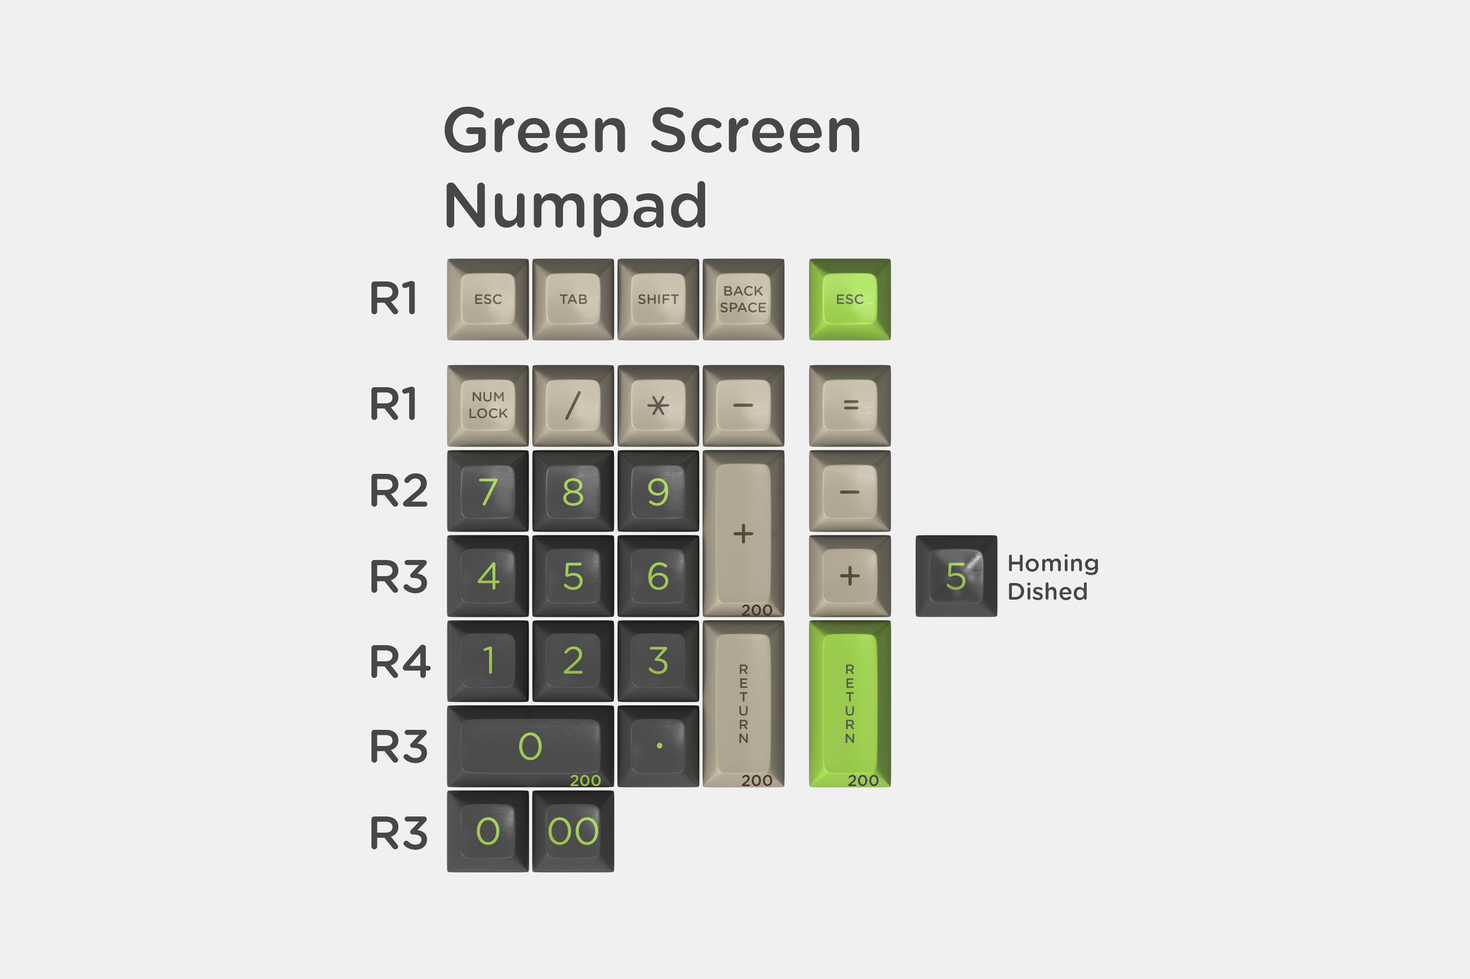 Green Screen
Numpad
R1 ESC TAB SHIFT BACK SPACE ESC
R1 NUM LOCK / * - =
R2 7 8 9 + 200 -
R3 4 5 6 + 5 Homing Dished
R4 1 2 3 RETURN 200 RETURN 200
R3 0 200 .
R3 0 00